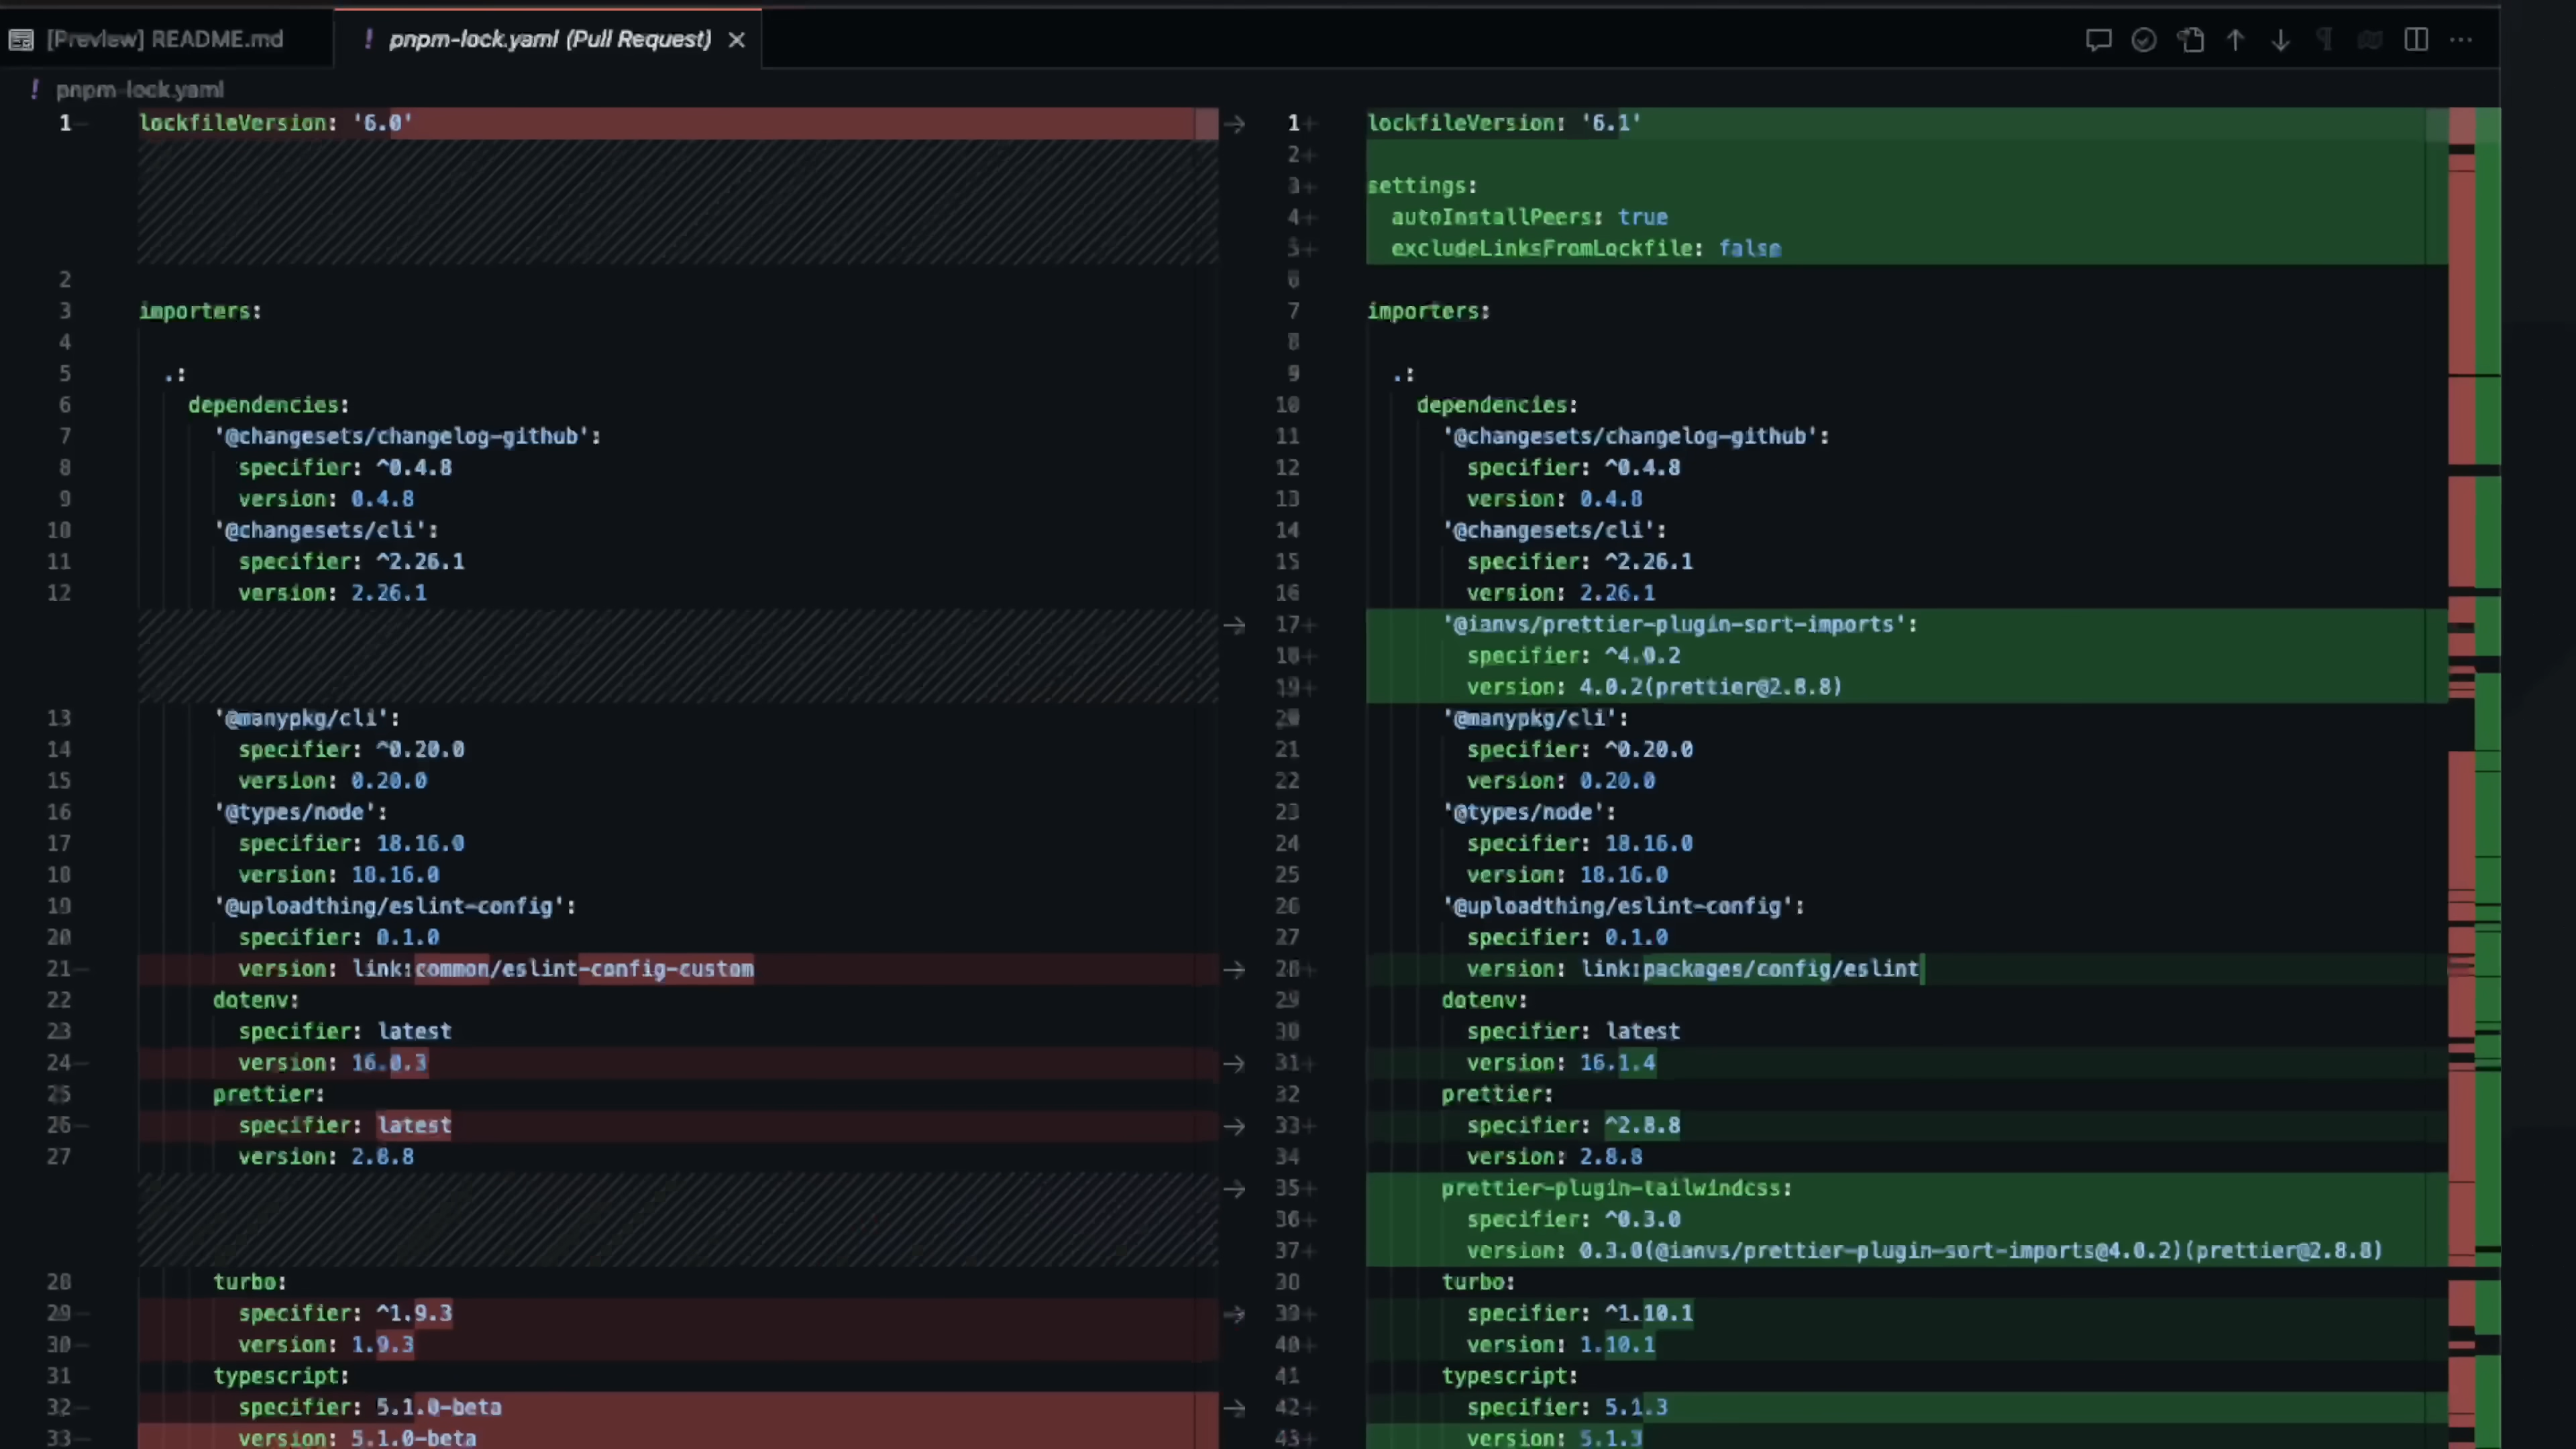 [Preview] README.md
! pnpm-lock.yaml (Pull Request)
! pnpm-lock.yaml
1 lockfileVersion: '6.0'
2
3 importers:
4
5 .:
6 dependencies:
7 '@changesets/changelog-github':
8 specifier: ^0.4.8
9 version: 0.4.8
10 '@changesets/cli':
11 specifier: ^2.26.1
12 version: 2.26.1
13 '@manypkg/cli':
14 specifier: ^0.20.0
15 version: 0.20.0
16 '@types/node':
17 specifier: 18.16.0
18 version: 18.16.0
19 '@uploadthing/eslint-config':
20 specifier: 0.1.0
21— version: link:common/eslint-config-custom
22 dotenv:
23 specifier: latest
24— version: 16.0.3
25 prettier:
26— specifier: latest
27 version: 2.8.8
28 turbo:
29— specifier: ^1.9.3
30— version: 1.9.3
31 typescript:
32— specifier: 5.1.0-beta
33— version: 5.1.0-beta
1+ lockfileVersion: '6.1'
2+
3+ settings:
4+ autoInstallPeers: true
5+ excludeLinksFromLockfile: false
6
7 importers:
8
9 .:
10 dependencies:
11 '@changesets/changelog-github':
12 specifier: ^0.4.8
13 version: 0.4.8
14 '@changesets/cli':
15 specifier: ^2.26.1
16 version: 2.26.1
17+ '@ianvs/prettier-plugin-sort-imports':
18+ specifier: ^4.0.2
19+ version: 4.0.2(prettier@2.8.8)
20 '@manypkg/cli':
21 specifier: ^0.20.0
22 version: 0.20.0
23 '@types/node':
24 specifier: 18.16.0
25 version: 18.16.0
26 '@uploadthing/eslint-config':
27 specifier: 0.1.0
28+ version: link:packages/config/eslint
29 dotenv:
30 specifier: latest
31+ version: 16.1.4
32 prettier:
33+ specifier: ^2.8.8
34 version: 2.8.8
35+ prettier-plugin-tailwindcss:
36+ specifier: ^0.3.0
37+ version: 0.3.0(@ianvs/prettier-plugin-sort-imports@4.0.2)(prettier@2.8.8)
38 turbo:
39+ specifier: ^1.10.1
40+ version: 1.10.1
41 typescript:
42+ specifier: 5.1.3
43+ version: 5.1.3